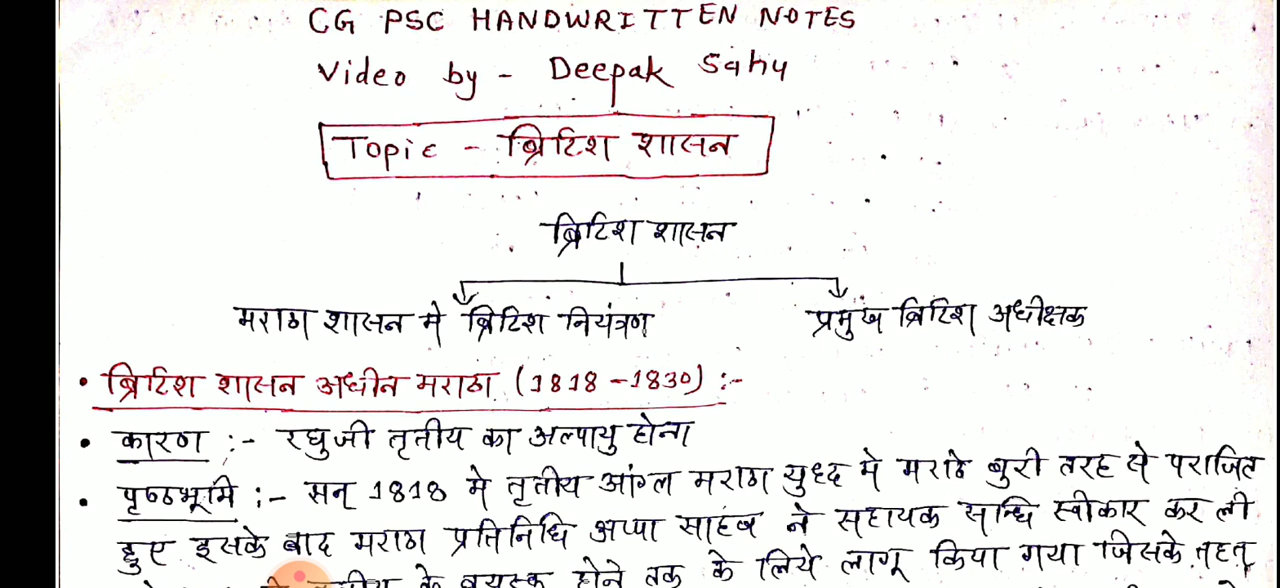 CG PSC HANDWRITTEN NOTES
Video by - Deepak Sahu
Topic - ब्रिटिश शासन
ब्रिटिश शासन
मराठा शासन मे ब्रिटिश नियंत्रण प्रमुख ब्रिटिश अधीक्षक
• ब्रिटिश शासन अधीन मराठा (1818-1830) :-
• कारण :- रघुजी तृतीय का अल्पायु होना
• पृष्ठभूमि :- सन् 1818 मे तृतीय आंग्ल मराठा युध्द मे मराठे बुरी तरह से पराजित
हुए इसके बाद मराठा प्रतिनिधि अप्पा साहब ने सहायक सन्धि स्वीकार कर ली
के वयस्क होने तक के लिये लागू किया गया जिसके तहत्